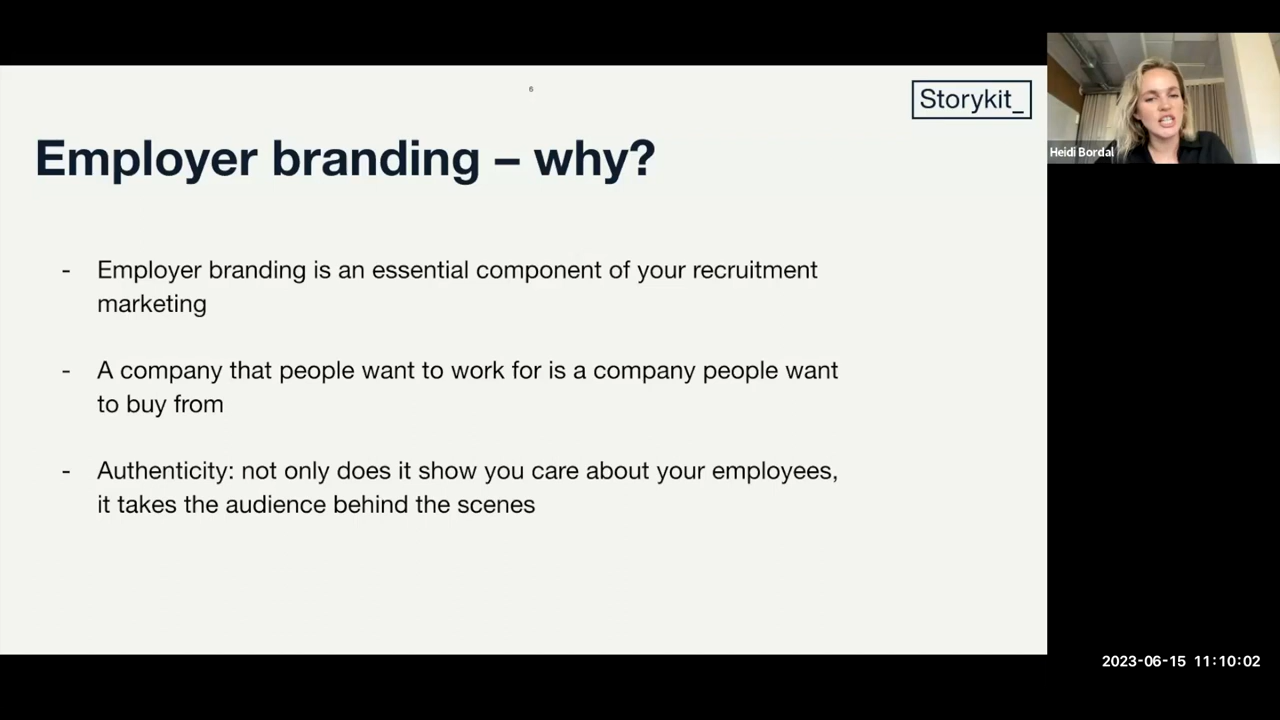 6
Storykit_
Employer branding – why?
- Employer branding is an essential component of your recruitment
marketing
- A company that people want to work for is a company people want
to buy from
- Authenticity: not only does it show you care about your employees,
it takes the audience behind the scenes
Heidi Bordal
2023-06-15 11:10:02